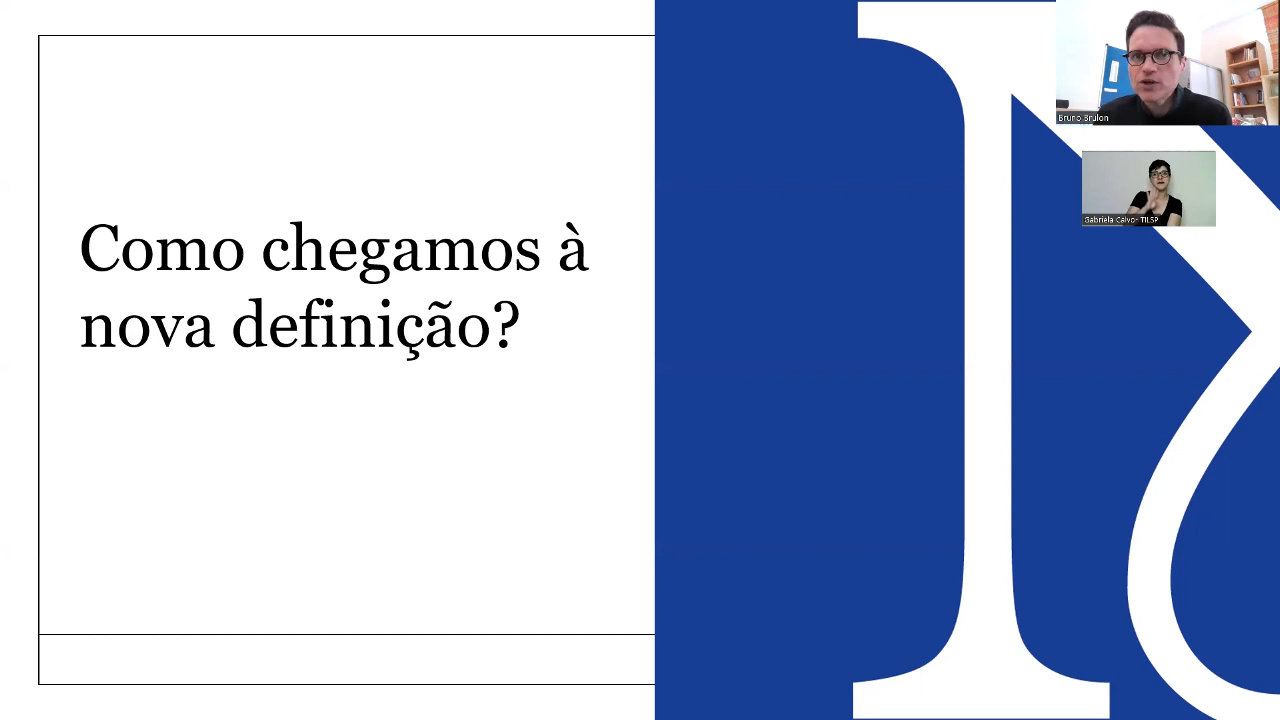 Como chegamos à
nova definição?
Bruno Brulon
Gabriela Calvo- TILSP